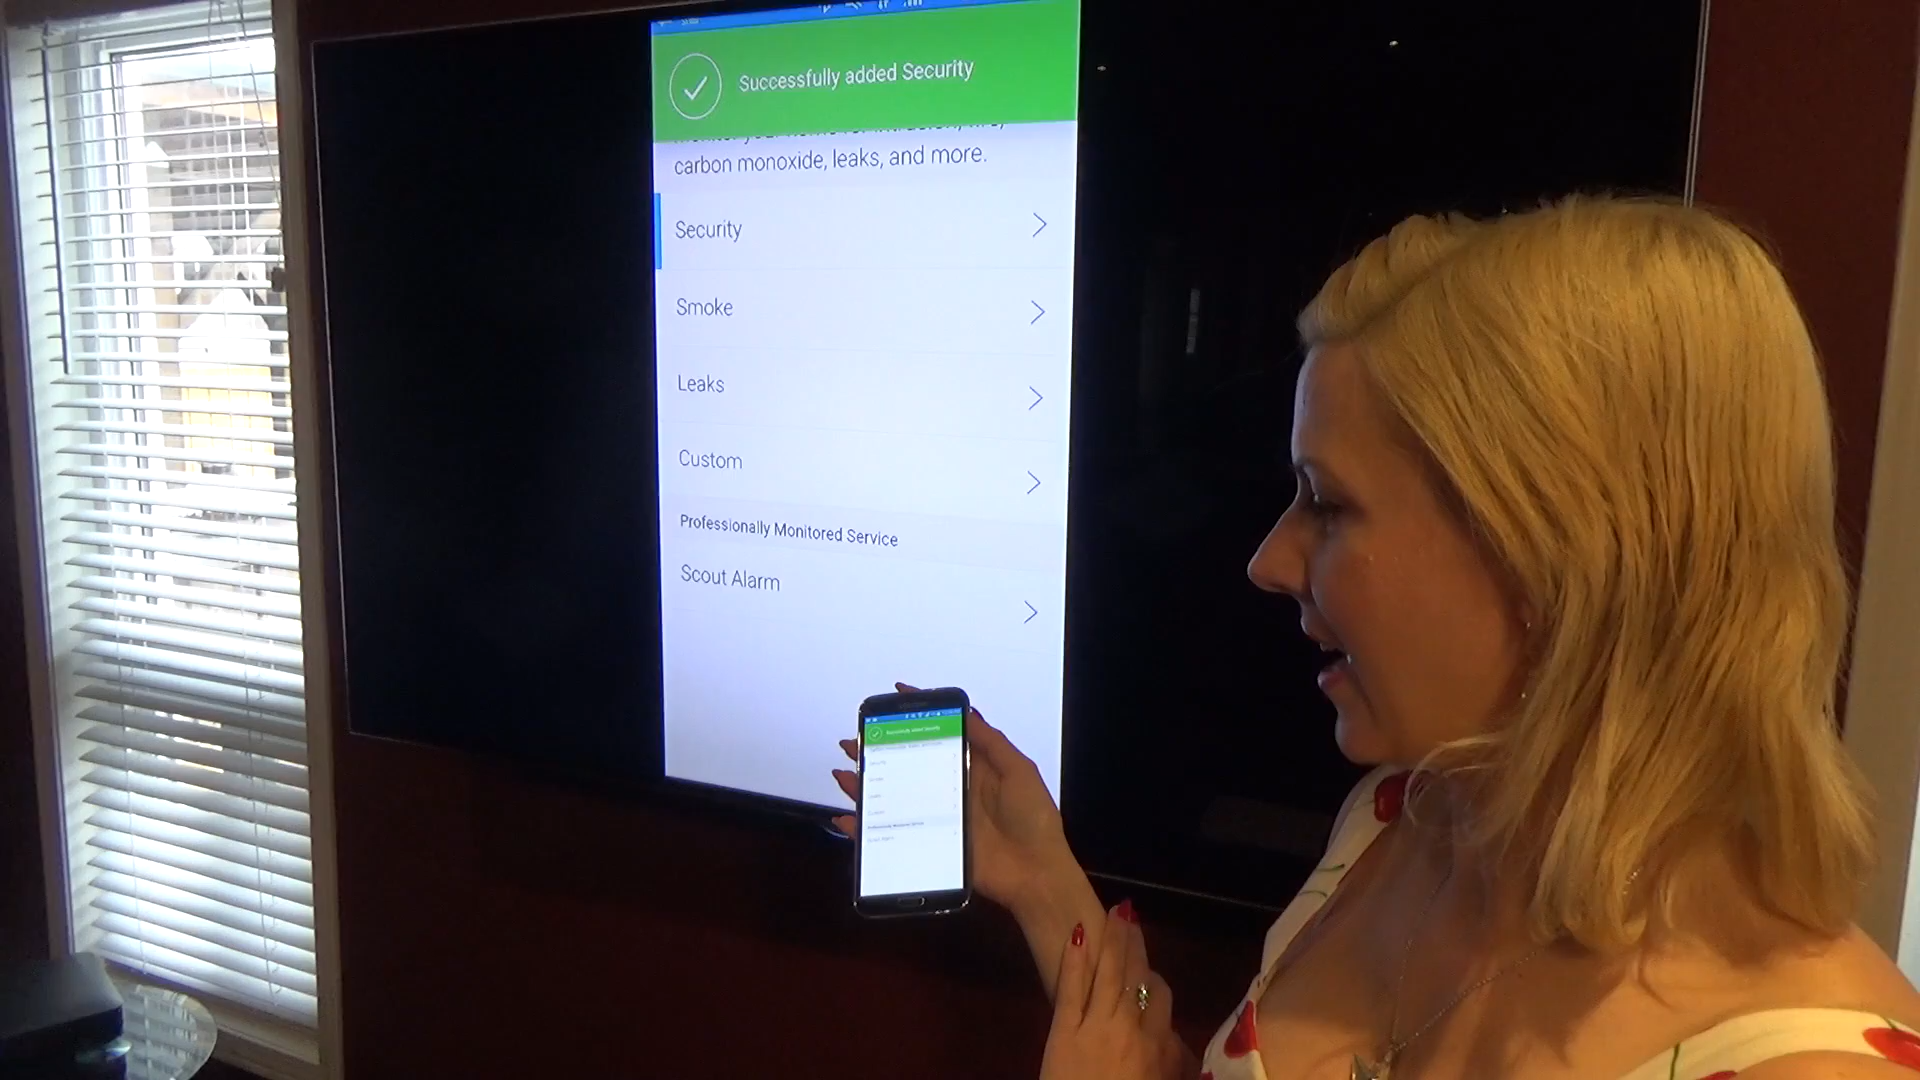 Successfully added Security
carbon monoxide, leaks, and more.
Security
Smoke
Leaks
Custom
Professionally Monitored Service
Scout Alarm